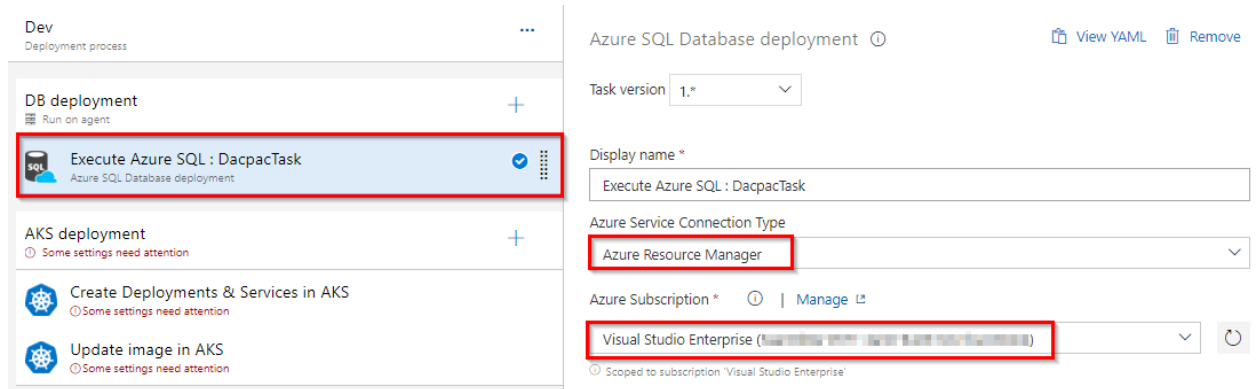 Dev
Deployment process
DB deployment
Run on agent
SQL
Execute Azure SQL : DacpacTask
Azure SQL Database deployment
AKS deployment
Some settings need attention
Create Deployments & Services in AKS
Some settings need attention
Update image in AKS
Some settings need attention
Azure SQL Database deployment
View YAML
Remove
Task version 1.*
Display name *
Execute Azure SQL : DacpacTask
Azure Service Connection Type
Azure Resource Manager
Azure Subscription * | Manage
Visual Studio Enterprise ( )
Scoped to subscription 'Visual Studio Enterprise'